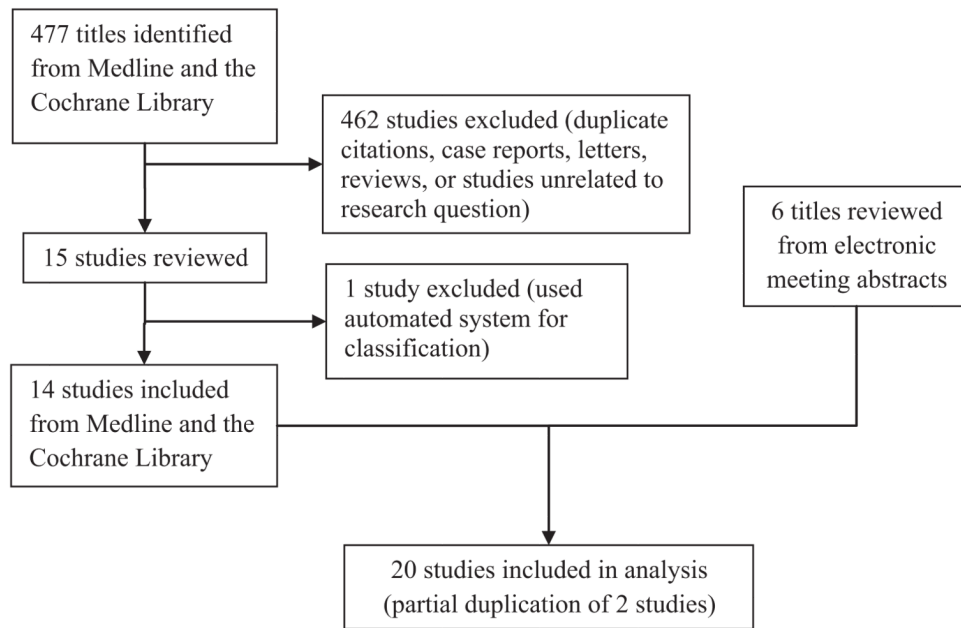 477 titles identified
from Medline and the
Cochrane Library
462 studies excluded (duplicate
citations, case reports, letters,
reviews, or studies unrelated to
research question)
6 titles reviewed
from electronic
meeting abstracts
15 studies reviewed
1 study excluded (used
automated system for
classification)
14 studies included
from Medline and the
Cochrane Library
20 studies included in analysis
(partial duplication of 2 studies)